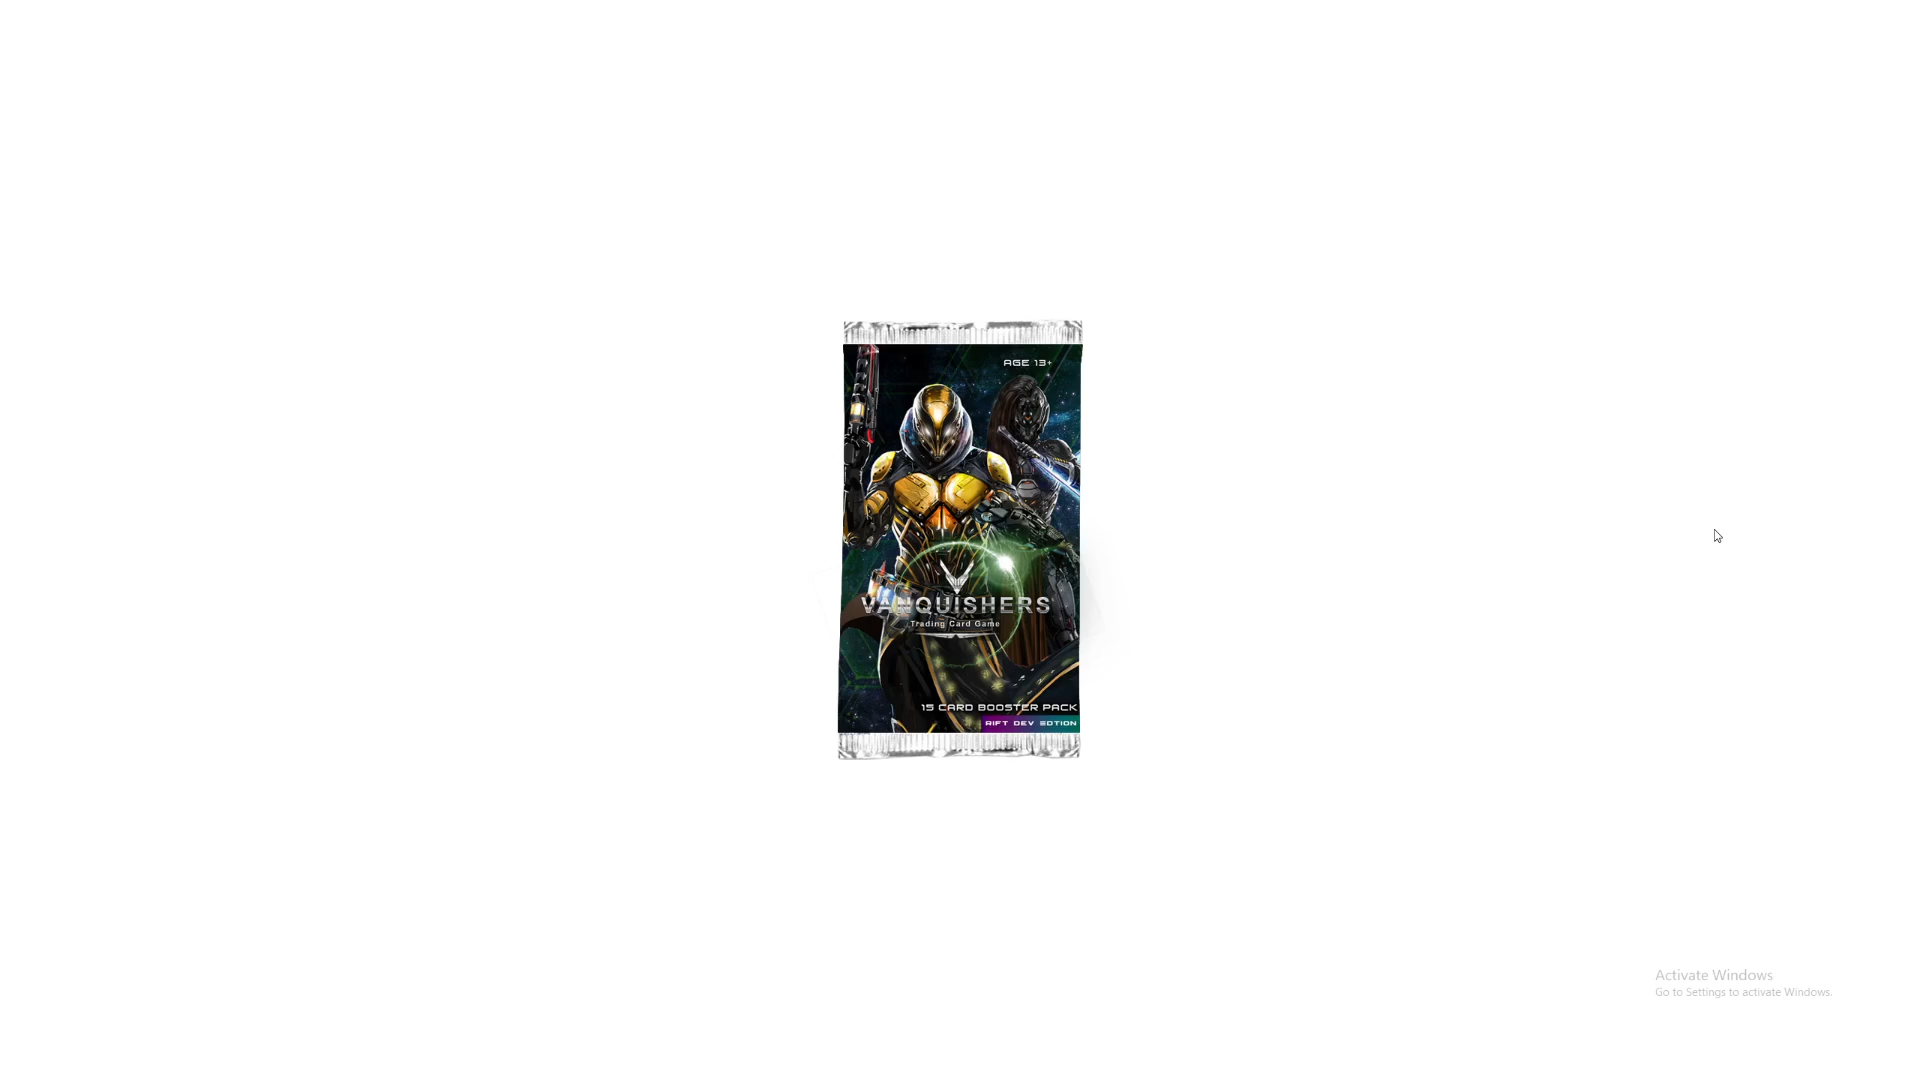 AGE 13+
VANQUISHERS
Trading Card Game
15 CARD BOOSTER PACK
RIFT DEV EDTION
Activate Windows
Go to Settings to activate Windows.